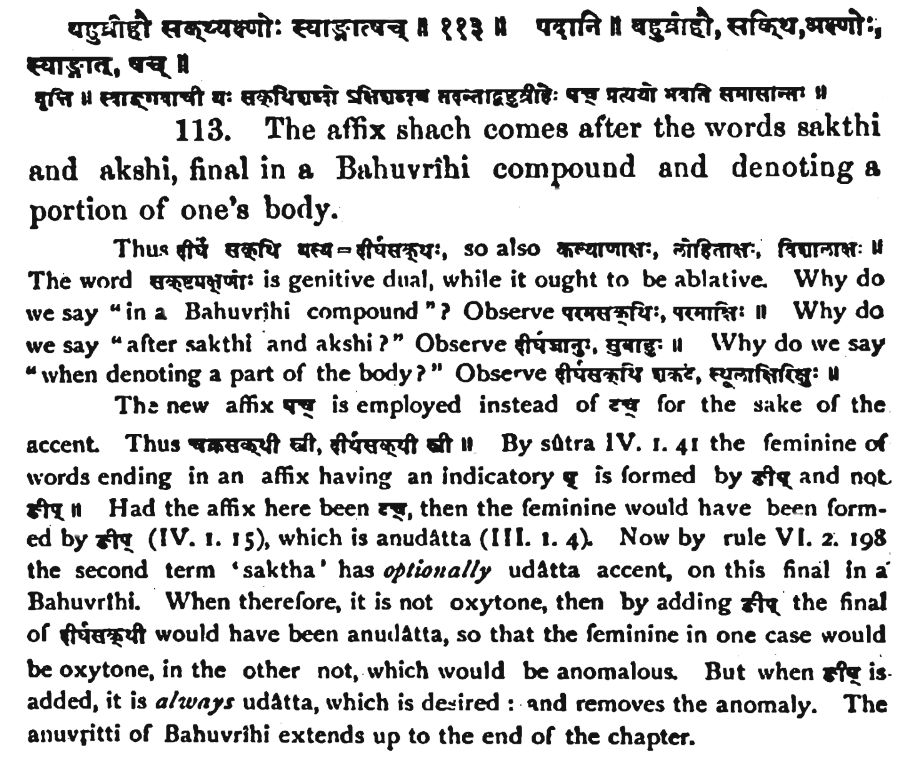 बहुव्रीहौ सक्थ्यक्ष्णोः स्वाङ्गात्षच् ॥ ११३ ॥ पदानि ॥ बहुव्रीहौ, सक्थि, अक्ष्णोः,
स्वाङ्गात्, षच् ॥
वृत्ति ॥ स्वाङ्गवाची यः सक्थिशब्दो ऽक्षिशब्दश्च तदन्ताद्बहुव्रीहेः षच् प्रत्ययो भवति समासान्तः ॥
113. The affix shach comes after the words sakthi
and akshi, final in a Bahuvrîhi compound and denoting a
portion of one's body.
Thus दीर्घं सक्थि यस्य = दीर्घसक्थः, so also कल्याणाक्षः, लोहिताक्षः, विशालाक्षः ॥
The word सक्थ्यक्ष्णोः is genitive dual, while it ought to be ablative. Why do
we say "in a Bahuvrîhi compound"? Observe परमसक्थिः, परमाक्षिः ॥ Why do
we say "after sakthi and akshi?" Observe दीर्घजानुः, सुबाहुः ॥ Why do we say
"when denoting a part of the body?" Observe दीर्घसक्थि शकटं, स्थूलाक्षिरिक्षुः ॥
The new affix षच् is employed instead of टच् for the sake of the
accent. Thus चक्रसक्थी स्त्री, दीर्घसक्थी स्त्री ॥ By sûtra IV. 1. 41 the feminine of
words ending in an affix having an indicatory ष् is formed by ङीष् and not
ङीप् ॥ Had the affix here been टच्, then the feminine would have been form-
ed by ङीप् (IV. 1. 15), which is anudâtta (III. 1. 4). Now by rule VI. 2. 198
the second term 'saktha' has optionally udâtta accent, on this final in a
Bahuvrîhi. When therefore, it is not oxytone, then by adding ङीप् the final
of दीर्घसक्थी would have been anudâtta, so that the feminine in one case would
be oxytone, in the other not, which would be anomalous. But when ङीष् is
added, it is always udâtta, which is desired : and removes the anomaly. The
anuvṛitti of Bahuvrîhi extends up to the end of the chapter.